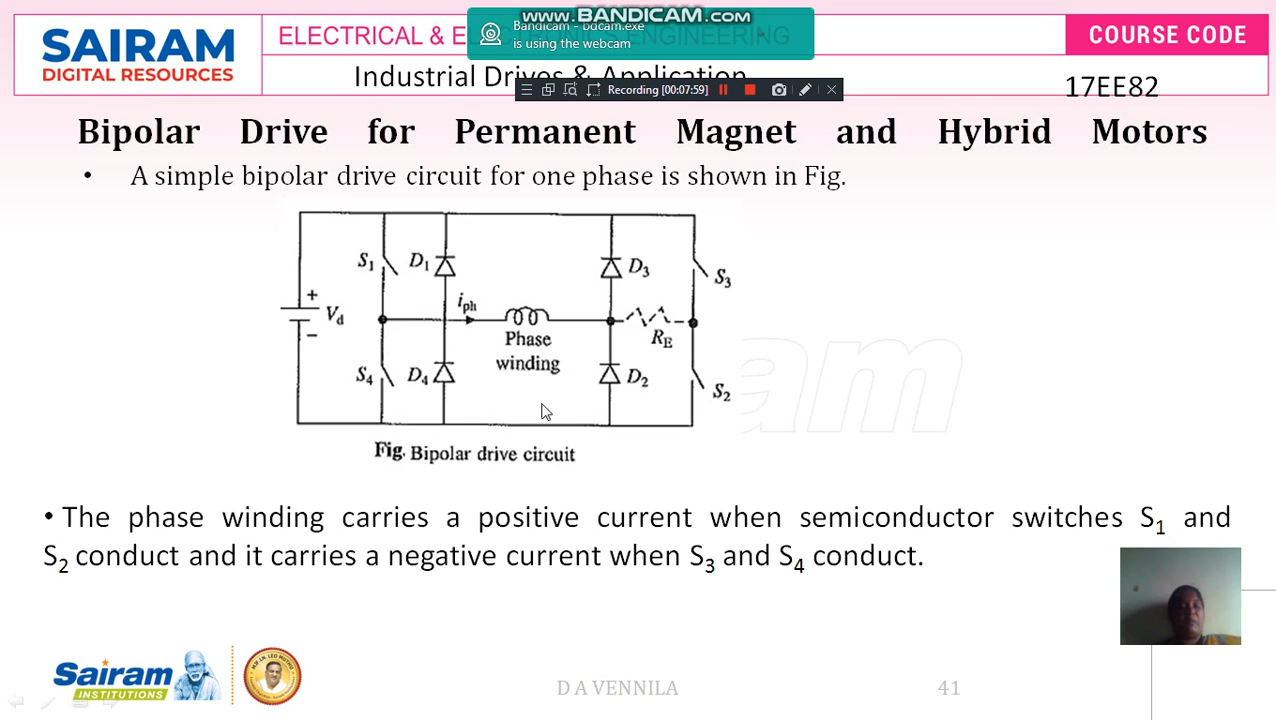 www.BANDICAM.com
Bandicam - bdcam.exe
is using the webcam
SAIRAM
DIGITAL RESOURCES
ELECTRICAL & ELECTRONICS ENGINEERING
COURSE CODE
Industrial Drives & Application
17EE82
Recording [00:07:59]
Bipolar Drive for Permanent Magnet and Hybrid Motors
• A simple bipolar drive circuit for one phase is shown in Fig.
S1 D1 D3 S3
+ Vd - iph
Phase
winding
RE
S4 D4 D2 S2
Fig. Bipolar drive circuit
• The phase winding carries a positive current when semiconductor switches S1 and
S2 conduct and it carries a negative current when S3 and S4 conduct.
Sairam
INSTITUTIONS
D A VENNILA
41